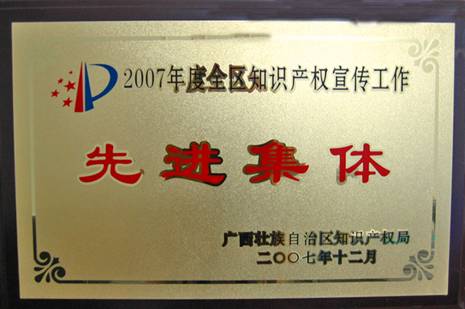 2007年度全区知识产权宣传工作
先进集体
广西壮族自治区知识产权局
二〇〇七年十二月